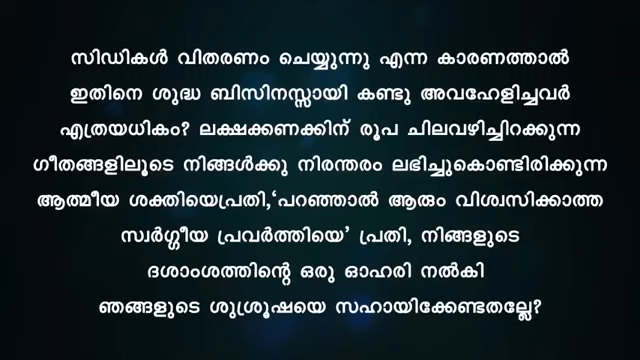 സിഡികൾ വിതരണം ചെയ്യുന്നു എന്ന കാരണത്താൽ
ഇതിനെ ശുദ്ധ ബിസിനസ്സായി കണ്ടു അവഹേളിച്ചവർ
എത്രയധികം? ലക്ഷക്കണക്കിന് രൂപ ചിലവഴിച്ചിറക്കുന്ന
ഗീതങ്ങളിലൂടെ നിങ്ങൾക്കു നിരന്തരം ലഭിച്ചുകൊണ്ടിരിക്കുന്ന
ആത്മീയ ശക്തിയെപ്രതി,‘പറഞ്ഞാൽ ആരും വിശ്വസിക്കാത്ത
സ്വർഗ്ഗീയ പ്രവർത്തിയെ’ പ്രതി, നിങ്ങളുടെ
ദശാംശത്തിന്റെ ഒരു ഓഹരി നൽകി
ഞങ്ങളുടെ ശുശ്രൂഷയെ സഹായിക്കേണ്ടതല്ലേ?